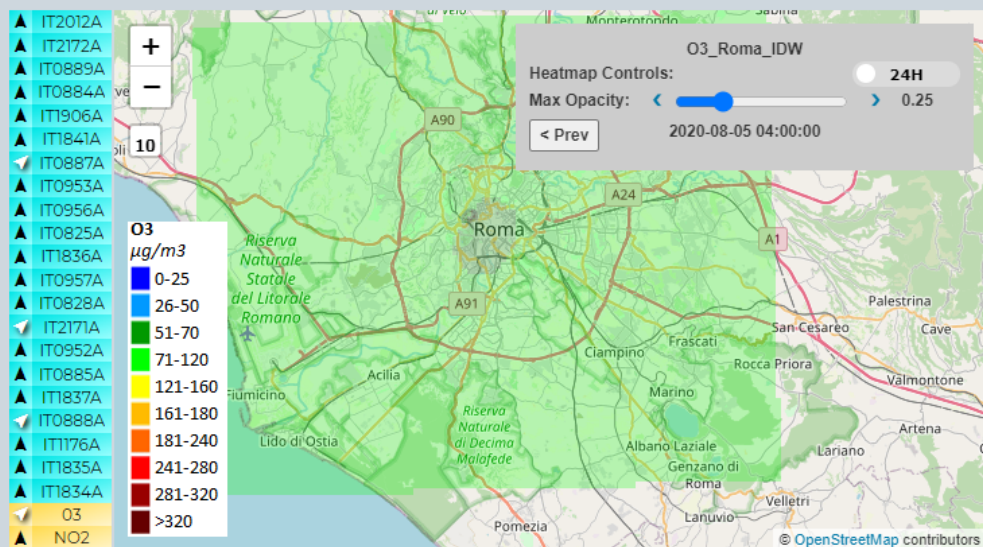 IT2012A
IT2172A
IT0889A
IT0884A
IT1906A
IT1841A
IT0887A
IT0953A
IT0956A
IT0825A
IT1836A
IT0957A
IT0828A
IT2171A
IT0952A
IT0885A
IT1837A
IT0888A
IT1176A
IT1835A
IT1834A
O3
NO2
+
−
10
O3
µg/m3
0-25
26-50
51-70
71-120
121-160
161-180
181-240
241-280
281-320
>320
O3_Roma_IDW
Heatmap Controls:
24H
Max Opacity:
0.25
< Prev
2020-08-05 04:00:00
Monterotondo
A90
A24
Roma
A1
A91
Riserva
Naturale
Statale
del Litorale
Romano
Palestrina
San Cesareo
Cave
Frascati
Ciampino
Rocca Priora
Acilia
Valmontone
Fiumicino
Marino
Riserva
Naturale
di Decima
Malafede
Artena
Lido di Ostia
Albano Laziale
Lariano
Genzano di
Roma
Velletri
Lanuvio
Pomezia
© OpenStreetMap contributors